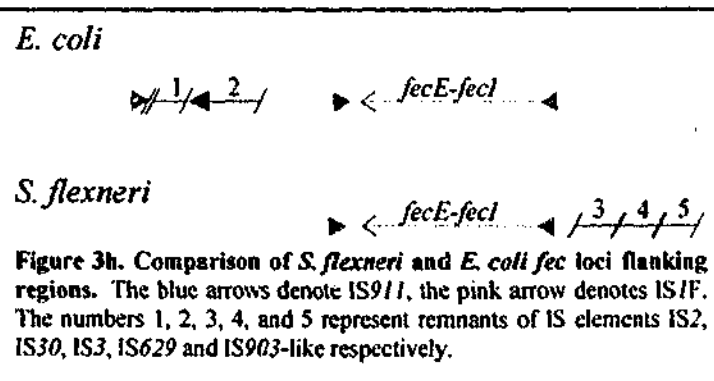 E. coli
1 2 fecE-fecI
S. flexneri
fecE-fecI 3 4 5
Figure 3h. Comparison of S. flexneri and E. coli fec loci flanking
regions. The blue arrows denote IS911, the pink arrow denotes IS1F.
The numbers 1, 2, 3, 4, and 5 represent remnants of IS elements IS2,
IS30, IS3, IS629 and IS903-like respectively.